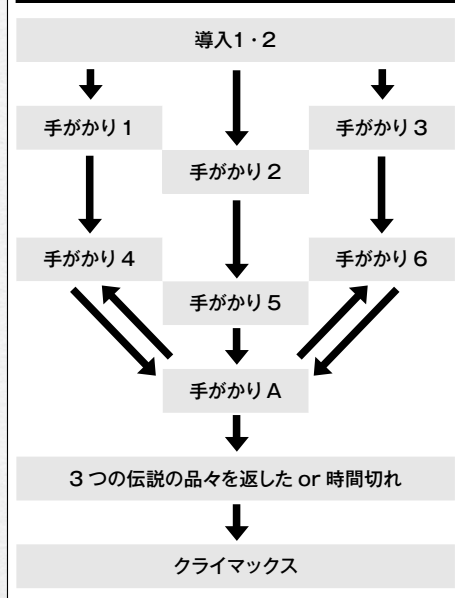 導入1・2
手がかり1
手がかり3
手がかり2
手がかり4
手がかり6
手がかり5
手がかりA
3つの伝説の品々を返した or 時間切れ
クライマックス